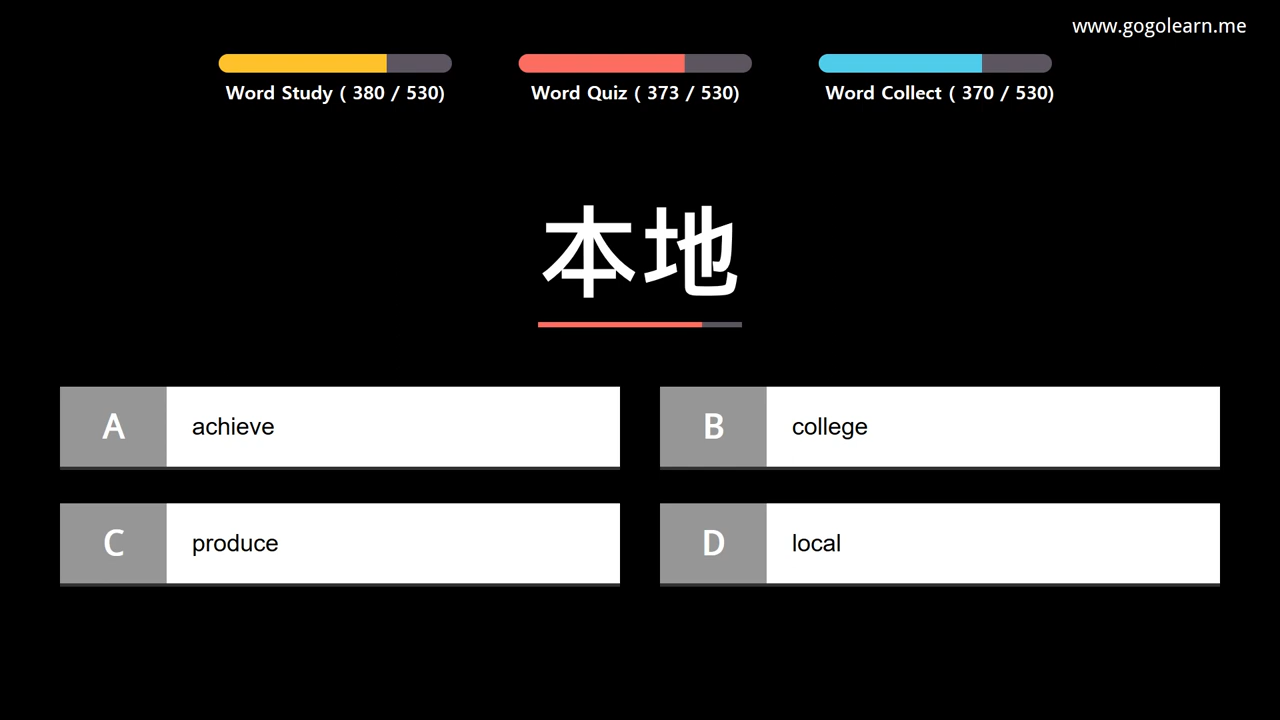 www.gogolearn.me
Word Study ( 380 / 530)
Word Quiz ( 373 / 530)
Word Collect ( 370 / 530)
本地
A achieve
B college
C produce
D local